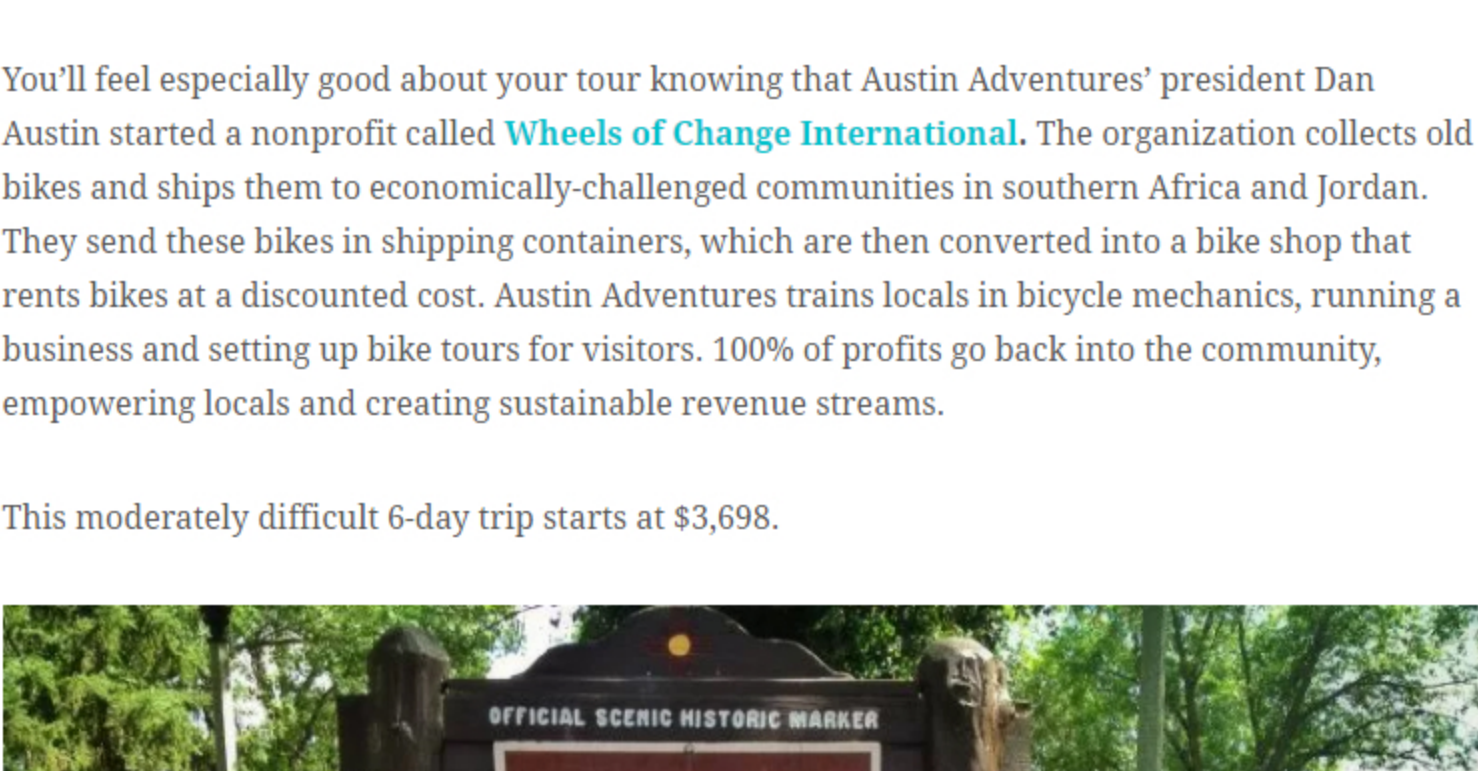 You’ll feel especially good about your tour knowing that Austin Adventures’ president Dan
Austin started a nonprofit called Wheels of Change International. The organization collects old
bikes and ships them to economically-challenged communities in southern Africa and Jordan.
They send these bikes in shipping containers, which are then converted into a bike shop that
rents bikes at a discounted cost. Austin Adventures trains locals in bicycle mechanics, running a
business and setting up bike tours for visitors. 100% of profits go back into the community,
empowering locals and creating sustainable revenue streams.
This moderately difficult 6-day trip starts at $3,698.
OFFICIAL SCENIC HISTORIC MARKER